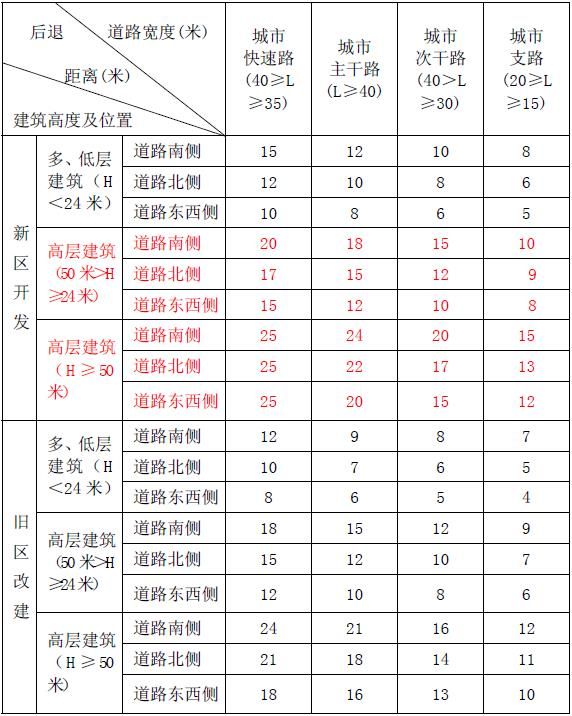 后退 道路宽度(米)
距离(米)
建筑高度及位置
城市
快速路
(40≥L
≥35)
城市
主干路
(L≥40)
城市
次干路
(40>L
≥30)
城市
支路
(20≥L
≥15)
新区开发
多、低层
建筑（H
＜24米）
道路南侧 15 12 10 8
道路北侧 12 10 8 6
道路东西侧 10 8 6 5
高层建筑
(50米>H
≥24米)
道路南侧 20 18 15 10
道路北侧 17 15 12 9
道路东西侧 15 12 10 8
高层建筑
（H≥50
米)
道路南侧 25 24 20 15
道路北侧 25 22 17 13
道路东西侧 25 20 15 12
旧区改建
多、低层
建筑（H
＜24米）
道路南侧 12 9 8 7
道路北侧 10 7 6 5
道路东西侧 8 6 5 4
高层建筑
(50米>H
≥24米)
道路南侧 18 15 12 9
道路北侧 15 12 10 7
道路东西侧 12 10 8 6
高层建筑
（H≥50
米)
道路南侧 24 21 16 12
道路北侧 21 18 14 11
道路东西侧 18 16 13 10